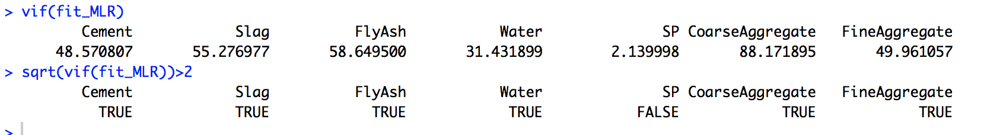 > vif(fit_MLR)
Cement Slag FlyAsh Water SP CoarseAggregate FineAggregate
48.570807 55.276977 58.649500 31.431899 2.139998 88.171895 49.961057
> sqrt(vif(fit_MLR))>2
Cement Slag FlyAsh Water SP CoarseAggregate FineAggregate
TRUE TRUE TRUE TRUE FALSE TRUE TRUE
>